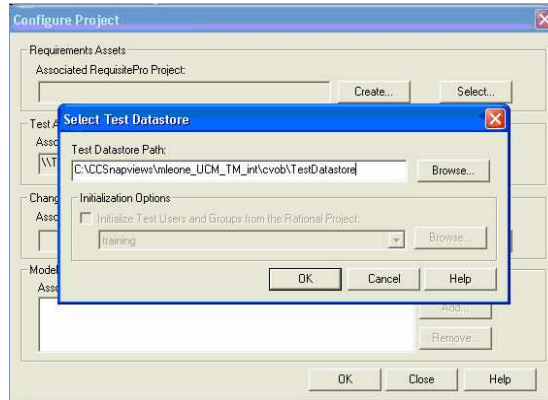 Configure Project
Requirements Assets
Associated RequisitePro Project:
Create...
Select...
Test A
Select Test Datastore
Asso
Test Datastore Path:
\\T
C:\CCSnapviews\mleone_UCM_TM_int\cvob\TestDatastore
Browse...
Chang
Initialization Options
Asso
Initialize Test Users and Groups from the Rational Project:
training
Browse...
Model
OK
Cancel
Help
Asso
Add...
Remove...
OK
Close
Help